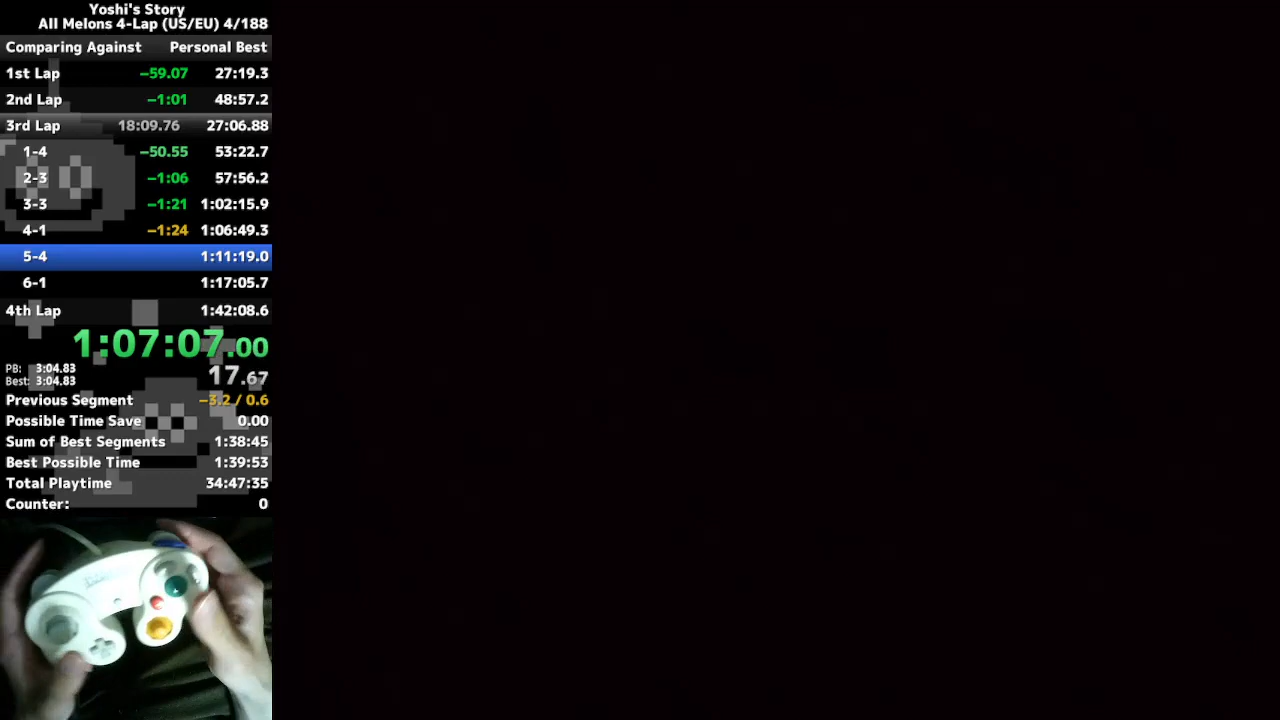 Yoshi's Story
All Melons 4-Lap (US/EU) 4/188
Comparing Against Personal Best
1st Lap −59.07 27:19.3
2nd Lap −1:01 48:57.2
3rd Lap 18:09.76 27:06.88
1-4 −50.55 53:22.7
2-3 −1:06 57:56.2
3-3 −1:21 1:02:15.9
4-1 −1:24 1:06:49.3
5-4 1:11:19.0
6-1 1:17:05.7
4th Lap 1:42:08.6
1:07:07.00
PB: 3:04.83
Best: 3:04.83
17.67
Previous Segment −3.2 / 0.6
Possible Time Save 0.00
Sum of Best Segments 1:38:45
Best Possible Time 1:39:53
Total Playtime 34:47:35
Counter: 0